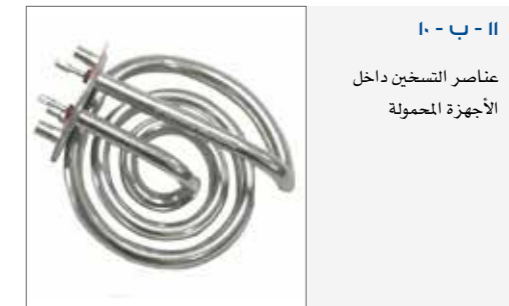 ١١ - ب - ١٠
عناصر التسخين داخل
الأجهزة المحمولة